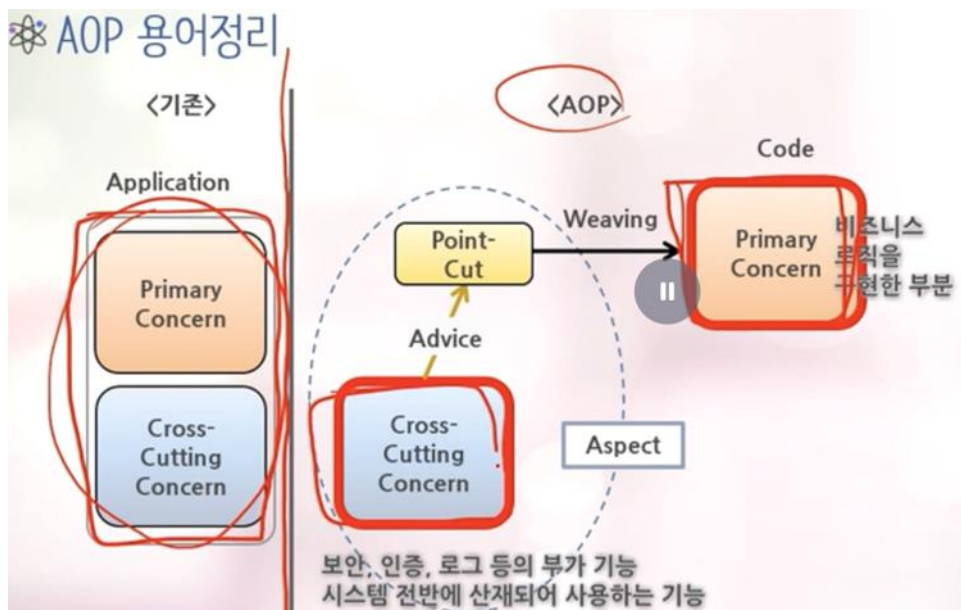 AOP 용어정리
<기존>
Application
Primary
Concern
Cross-
Cutting
Concern
<AOP>
Code
Point-
Cut
Weaving
Primary
Concern
비즈니스
로직을
구현한 부분
Advice
Cross-
Cutting
Concern
Aspect
보안, 인증, 로그 등의 부가 기능
시스템 전반에 산재되어 사용하는 기능